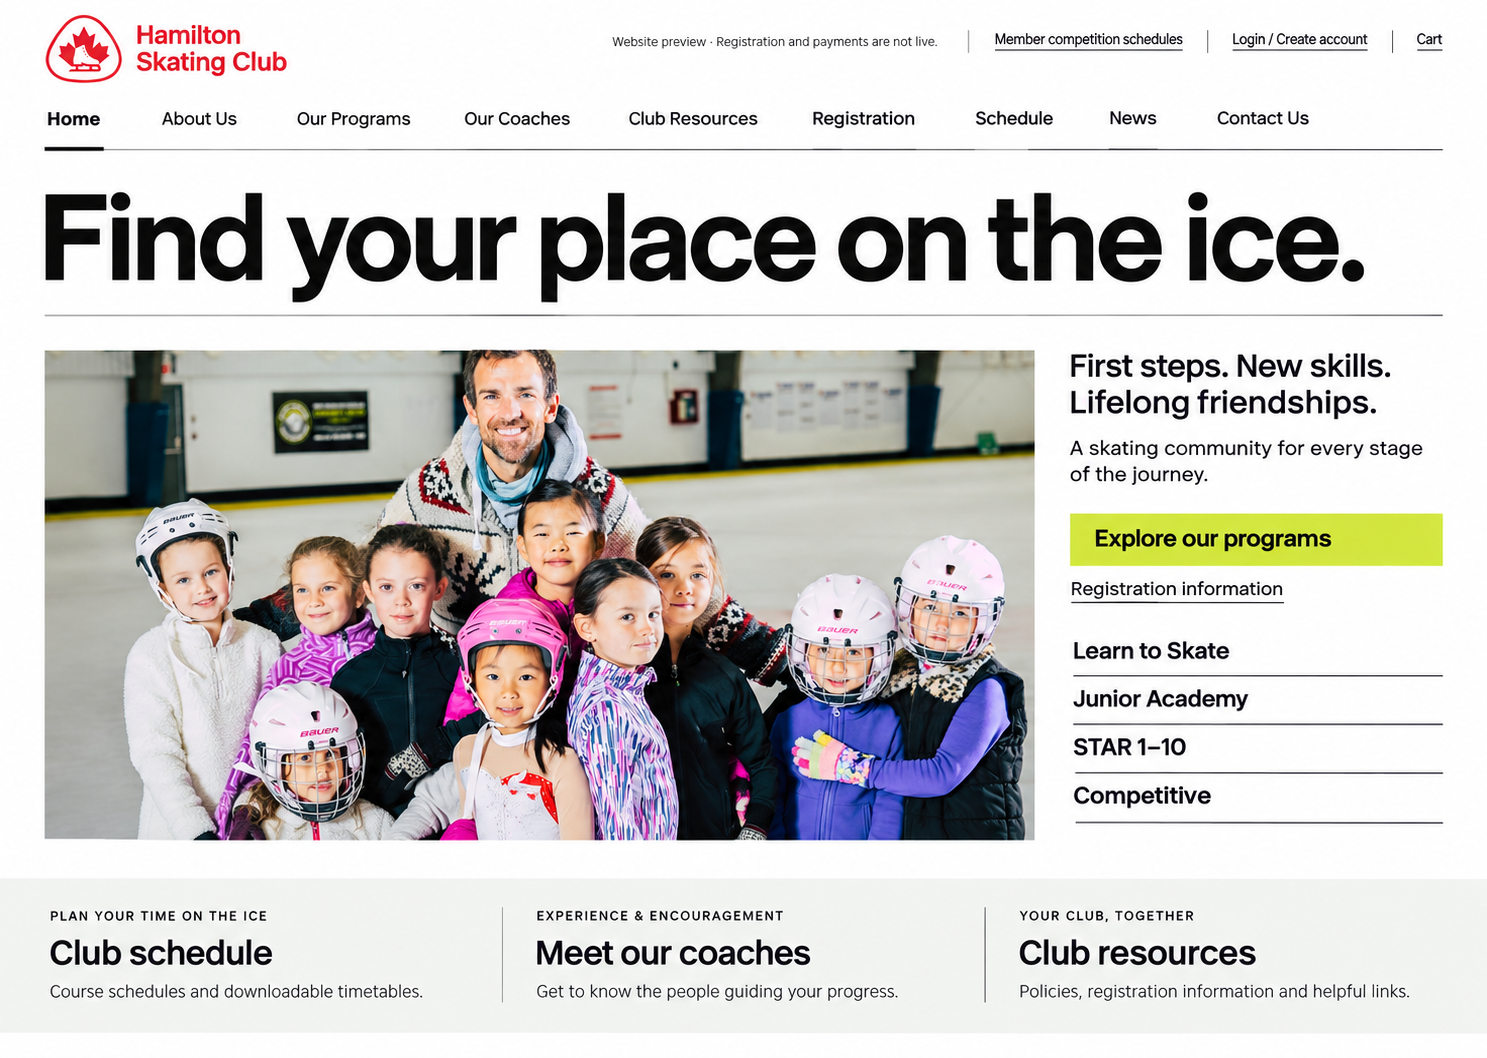 Hamilton
Skating Club
Website preview · Registration and payments are not live.
Member competition schedules
Login / Create account
Cart
Home
About Us
Our Programs
Our Coaches
Club Resources
Registration
Schedule
News
Contact Us
Find your place on the ice.
First steps. New skills.
Lifelong friendships.
A skating community for every stage
of the journey.
Explore our programs
Registration information
Learn to Skate
Junior Academy
STAR 1–10
Competitive
BAUER
BAUER
BAUER
BAUER
BAUER
PLAN YOUR TIME ON THE ICE
Club schedule
Course schedules and downloadable timetables.
EXPERIENCE & ENCOURAGEMENT
Meet our coaches
Get to know the people guiding your progress.
YOUR CLUB, TOGETHER
Club resources
Policies, registration information and helpful links.